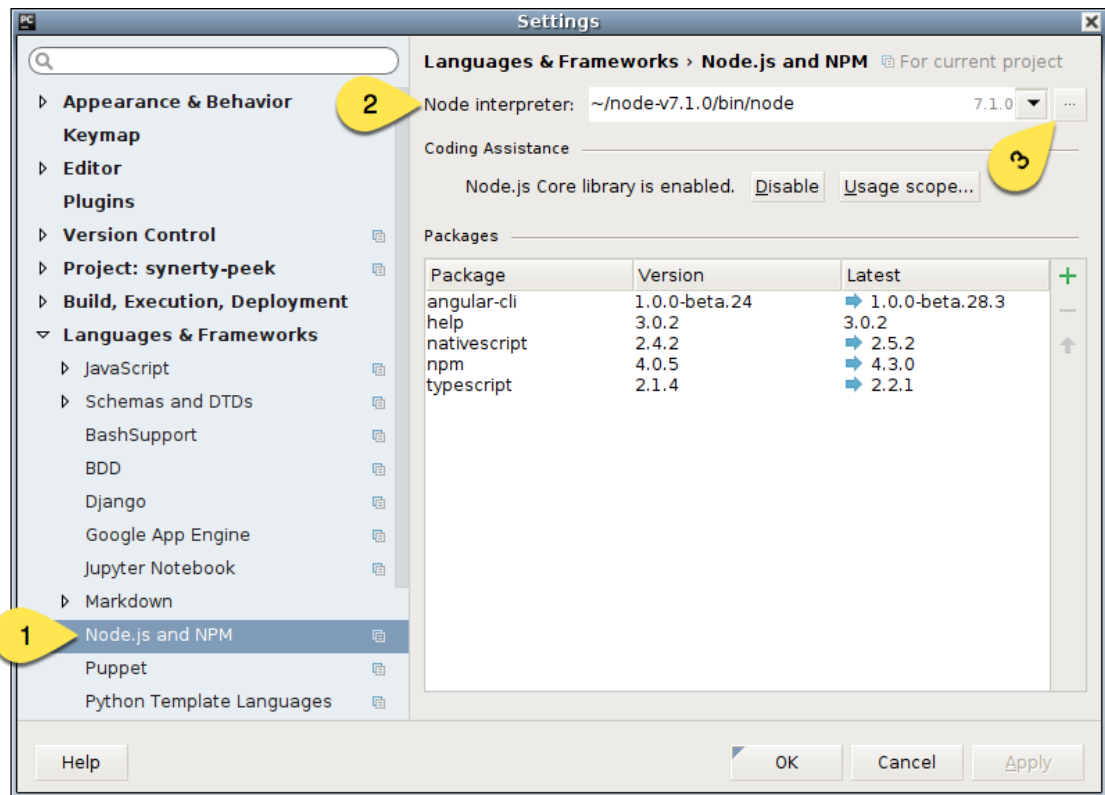 PC Settings
Languages & Frameworks › Node.js and NPM For current project
2 Node interpreter: ~/node-v7.1.0/bin/node 7.1.0 ...
3
Coding Assistance
Node.js Core library is enabled. Disable Usage scope...
Packages
Package Version Latest
angular-cli 1.0.0-beta.24 1.0.0-beta.28.3
help 3.0.2 3.0.2
nativescript 2.4.2 2.5.2
npm 4.0.5 4.3.0
typescript 2.1.4 2.2.1
Appearance & Behavior
Keymap
Editor
Plugins
Version Control
Project: synerty-peek
Build, Execution, Deployment
Languages & Frameworks
JavaScript
Schemas and DTDs
BashSupport
BDD
Django
Google App Engine
Jupyter Notebook
Markdown
1 Node.js and NPM
Puppet
Python Template Languages
Help OK Cancel Apply